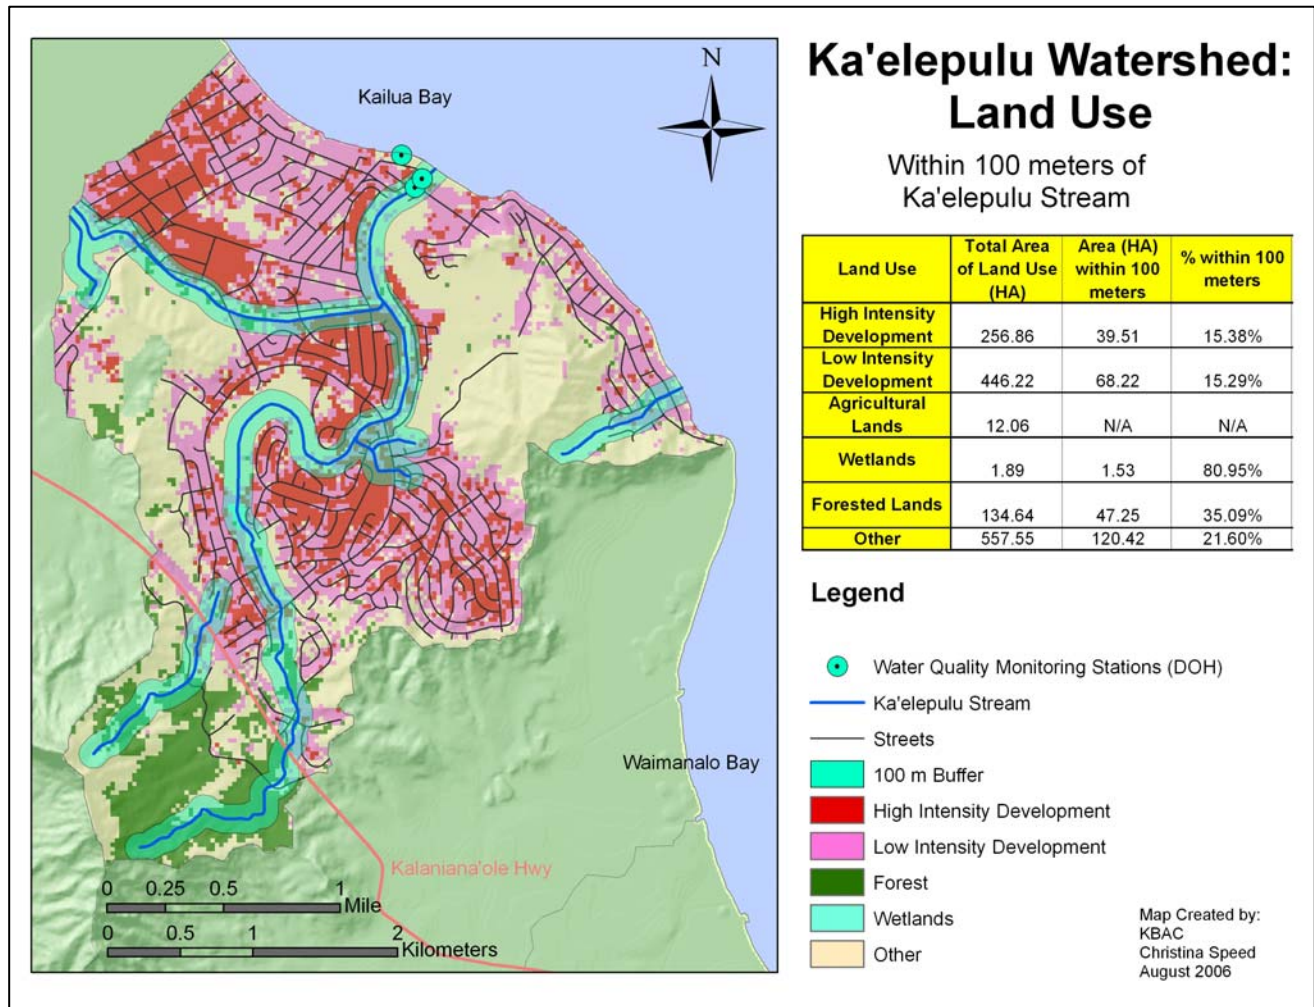 Ka'elepulu Watershed:
Land Use
Within 100 meters of
Ka'elepulu Stream
Land Use
Total Area
of Land Use
(HA)
Area (HA)
within 100
meters
% within 100
meters
High Intensity
Development
256.86
39.51
15.38%
Low Intensity
Development
446.22
68.22
15.29%
Agricultural
Lands
12.06
N/A
N/A
Wetlands
1.89
1.53
80.95%
Forested Lands
134.64
47.25
35.09%
Other
557.55
120.42
21.60%
Legend
Water Quality Monitoring Stations (DOH)
Ka'elepulu Stream
Streets
100 m Buffer
High Intensity Development
Low Intensity Development
Forest
Wetlands
Other
Map Created by:
KBAC
Christina Speed
August 2006
N
Kailua Bay
Waimanalo Bay
Kalaniana'ole Hwy
0 0.25 0.5 1
Mile
0 0.5 1 2
Kilometers